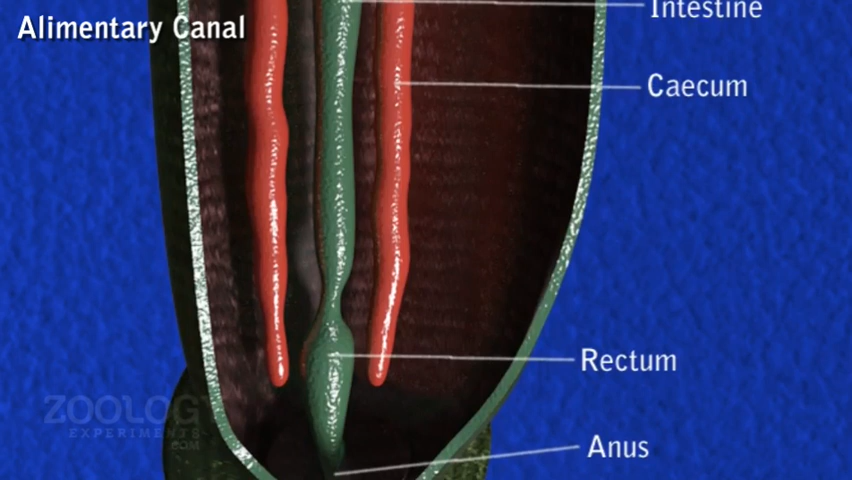 Alimentary Canal
Intestine
Caecum
Rectum
ZOOLOGY
EXPERIMENTS
.COM
Anus